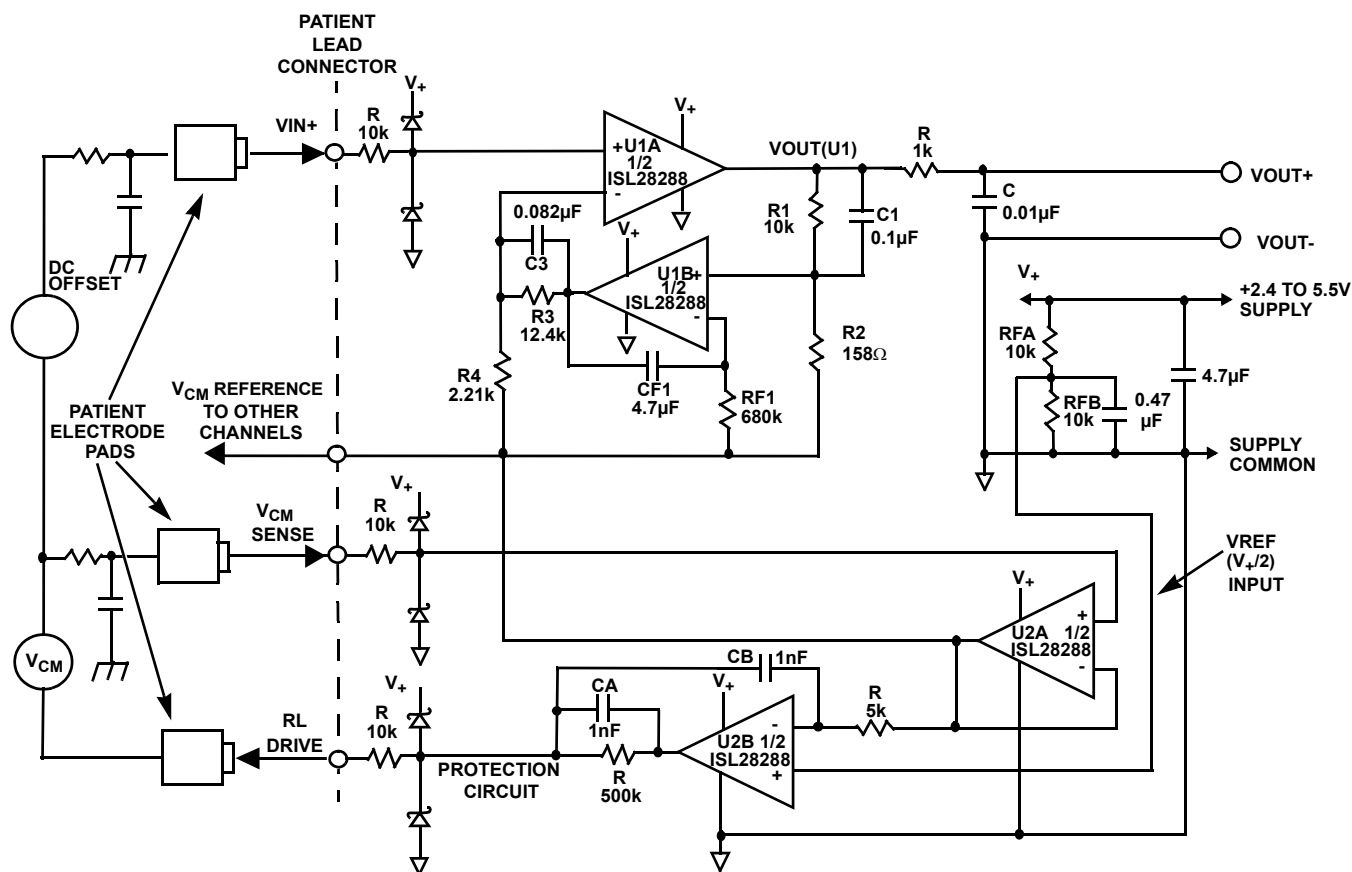 PATIENT
LEAD
CONNECTOR
VIN+
R
10k
V+
+U1A
1/2
ISL28288
-
V+
VOUT(U1)
R
1k
VOUT+
C
0.01µF
VOUT-
R1
10k
C1
0.1µF
0.082µF
C3
V+
U1B +
1/2
ISL28288
-
R3
12.4k
R4
2.21k
CF1
4.7µF
RF1
680k
R2
158Ω
DC
OFFSET
V+
+2.4 TO 5.5V
SUPPLY
RFA
10k
RFB
10k
0.47
µF
4.7µF
SUPPLY
COMMON
VCM REFERENCE
TO OTHER
CHANNELS
PATIENT
ELECTRODE
PADS
VCM
SENSE
R
10k
V+
VREF
(V+/2)
INPUT
V+
+
U2A 1/2
ISL28288
-
VCM
RL
DRIVE
R
10k
V+
PROTECTION
CIRCUIT
CB
1nF
CA
1nF
R
500k
V+
-
U2B 1/2
ISL28288
+
R
5k